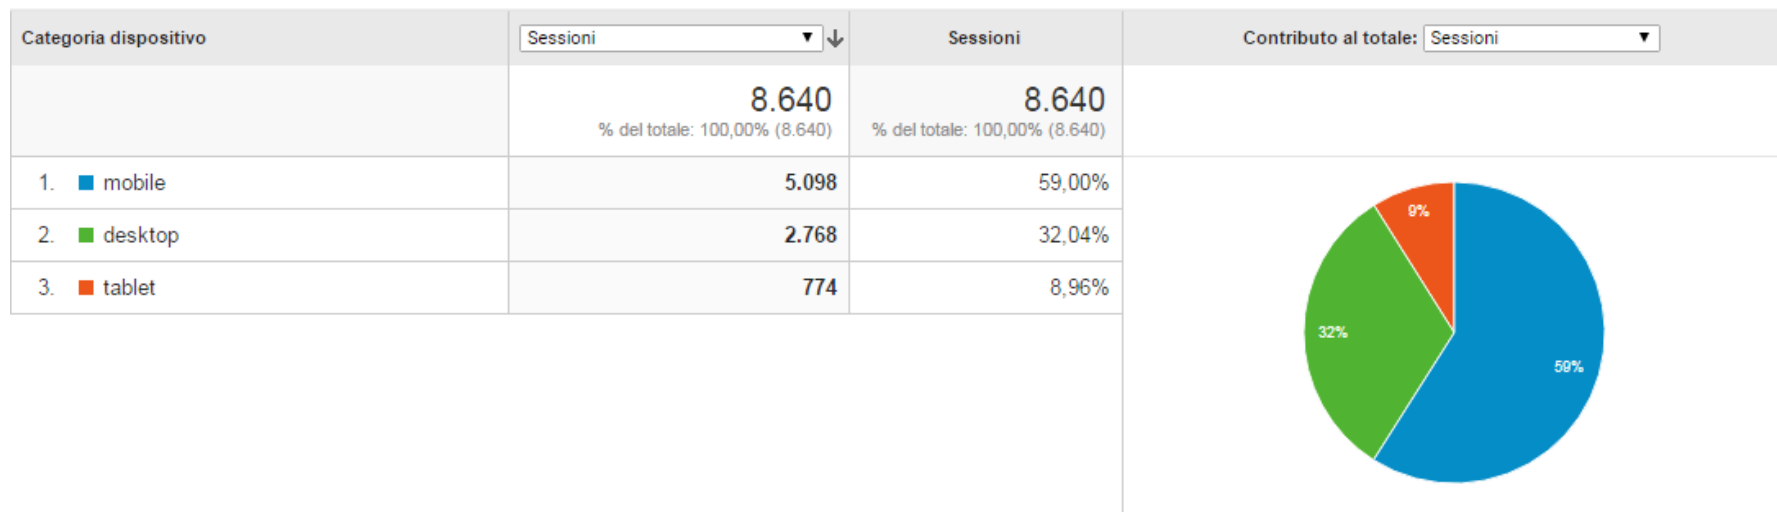 Categoria dispositivo
Sessioni
Sessioni
Contributo al totale: Sessioni
8.640
% del totale: 100,00% (8.640)
8.640
% del totale: 100,00% (8.640)
1. mobile 5.098 59,00%
2. desktop 2.768 32,04%
3. tablet 774 8,96%
9%
32%
59%